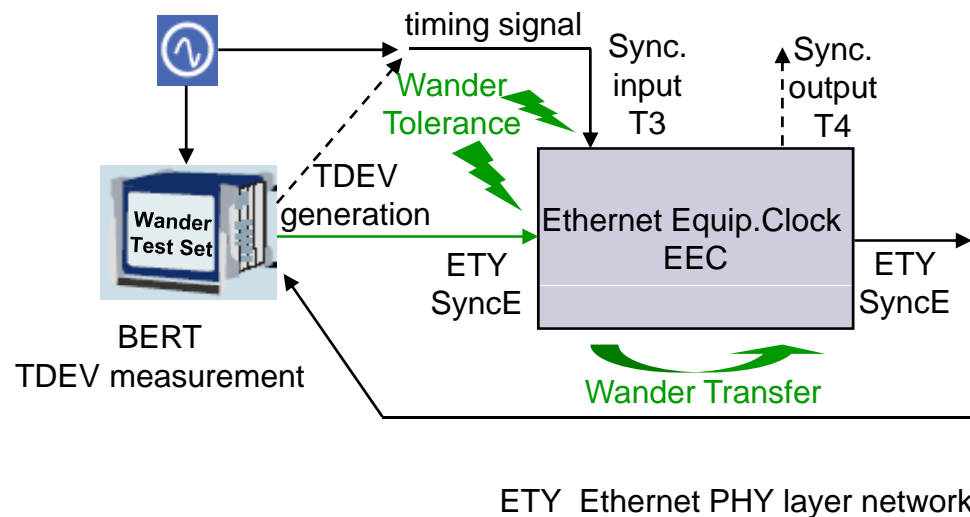 timing signal
Sync.
input
T3
Sync.
output
T4
Wander
Tolerance
TDEV
generation
Wander
Test Set
Ethernet Equip.Clock
EEC
ETY
SyncE
ETY
SyncE
BERT
TDEV measurement
Wander Transfer
ETY Ethernet PHY layer network